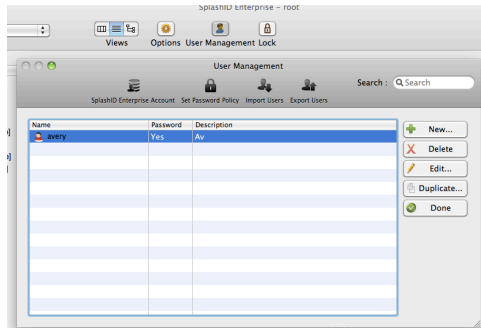 SplashID Enterprise - root
Views Options User Management Lock
User Management
Search : Search
SplashID Enterprise Account Set Password Policy Import Users Export Users
Name Password Description
avery Yes Av
New...
Delete
Edit...
Duplicate...
Done